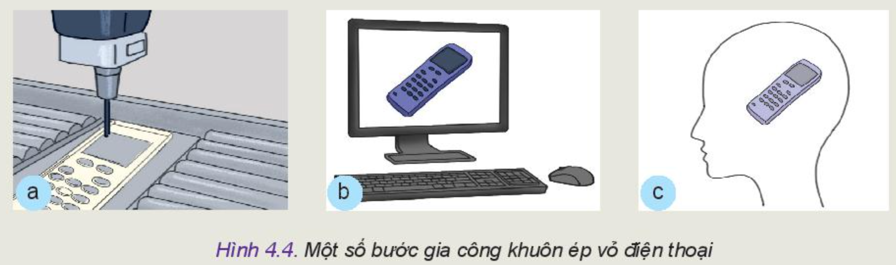 a
b
c
Hình 4.4. Một số bước gia công khuôn ép vỏ điện thoại